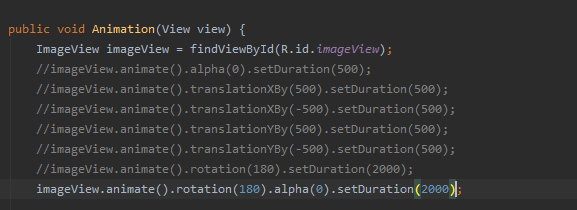 public void Animation(View view) {
ImageView imageView = findViewById(R.id.imageView);
//imageView.animate().alpha(0).setDuration(500);
//imageView.animate().translationXBy(500).setDuration(500);
//imageView.animate().translationXBy(-500).setDuration(500);
//imageView.animate().translationYBy(500).setDuration(500);
//imageView.animate().translationYBy(-500).setDuration(500);
//imageView.animate().rotation(180).setDuration(2000);
imageView.animate().rotation(180).alpha(0).setDuration(2000);